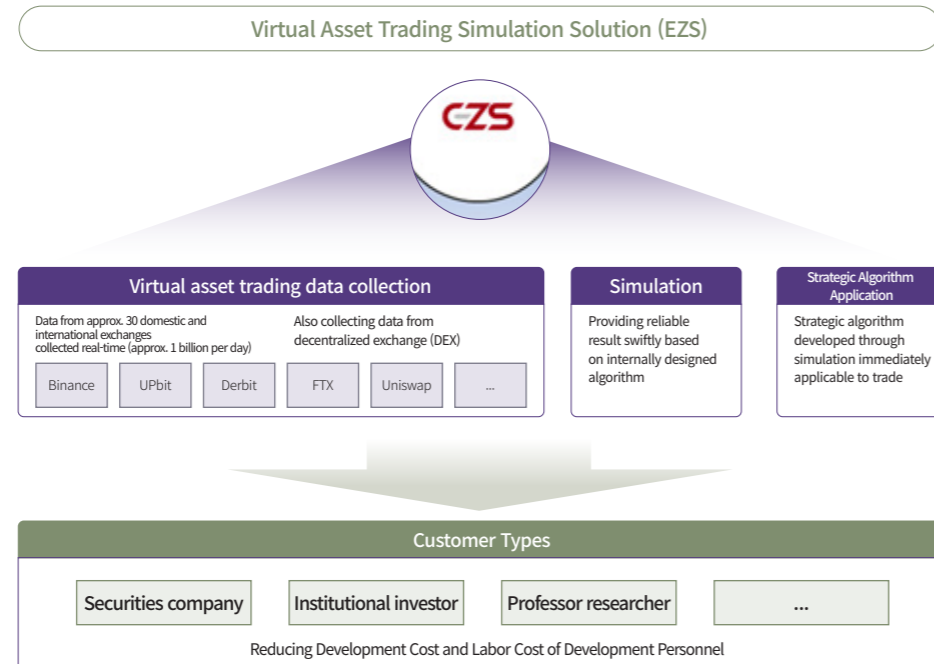 Virtual Asset Trading Simulation Solution (EZS)
EZS
Virtual asset trading data collection
Data from approx. 30 domestic and
international exchanges
collected real-time (approx. 1 billion per day)
Also collecting data from
decentralized exchange (DEX)
Binance
UPbit
Derbit
FTX
Uniswap
...
Simulation
Providing reliable
result swiftly based
on internally designed
algorithm
Strategic Algorithm
Application
Strategic algorithm
developed through
simulation immediately
applicable to trade
Customer Types
Securities company
Institutional investor
Professor researcher
...
Reducing Development Cost and Labor Cost of Development Personnel